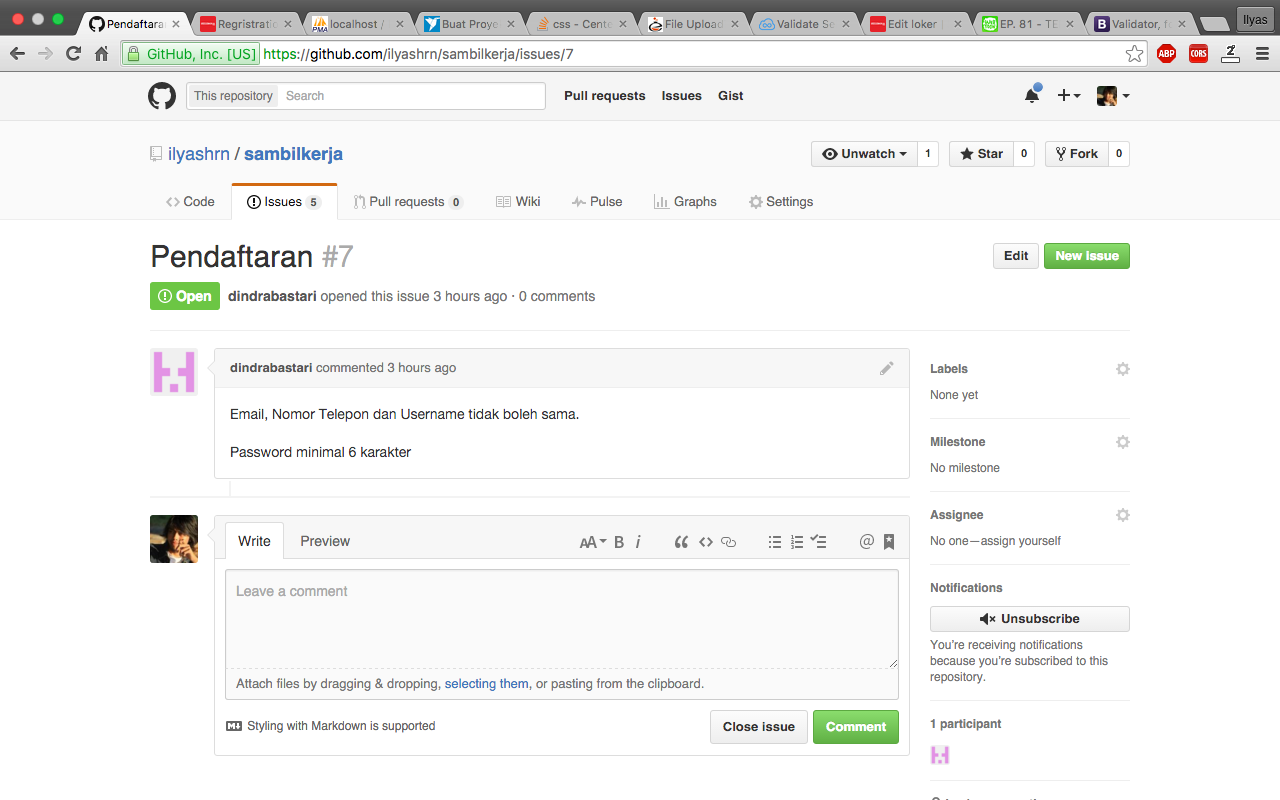 Pendaftaran
Regristration
localhost /
Buat Proye
css - Cente
File Upload
Validate Se
Edit loker |
EP. 81 - TE
Validator, fo
Ilyas
GitHub, Inc. [US] https://github.com/ilyashrn/sambilkerja/issues/7
ABP
CORS
This repository Search Pull requests Issues Gist
ilyashrn / sambilkerja
Unwatch 1 Star 0 Fork 0
Code Issues 5 Pull requests 0 Wiki Pulse Graphs Settings
Pendaftaran #7
Edit New issue
Open dindrabastari opened this issue 3 hours ago · 0 comments
dindrabastari commented 3 hours ago
Email, Nomor Telepon dan Username tidak boleh sama.
Password minimal 6 karakter
Write Preview
AA B i
@
Leave a comment
Attach files by dragging & dropping, selecting them, or pasting from the clipboard.
Styling with Markdown is supported
Close issue Comment
Labels
None yet
Milestone
No milestone
Assignee
No one—assign yourself
Notifications
Unsubscribe
You're receiving notifications
because you're subscribed to this
repository.
1 participant